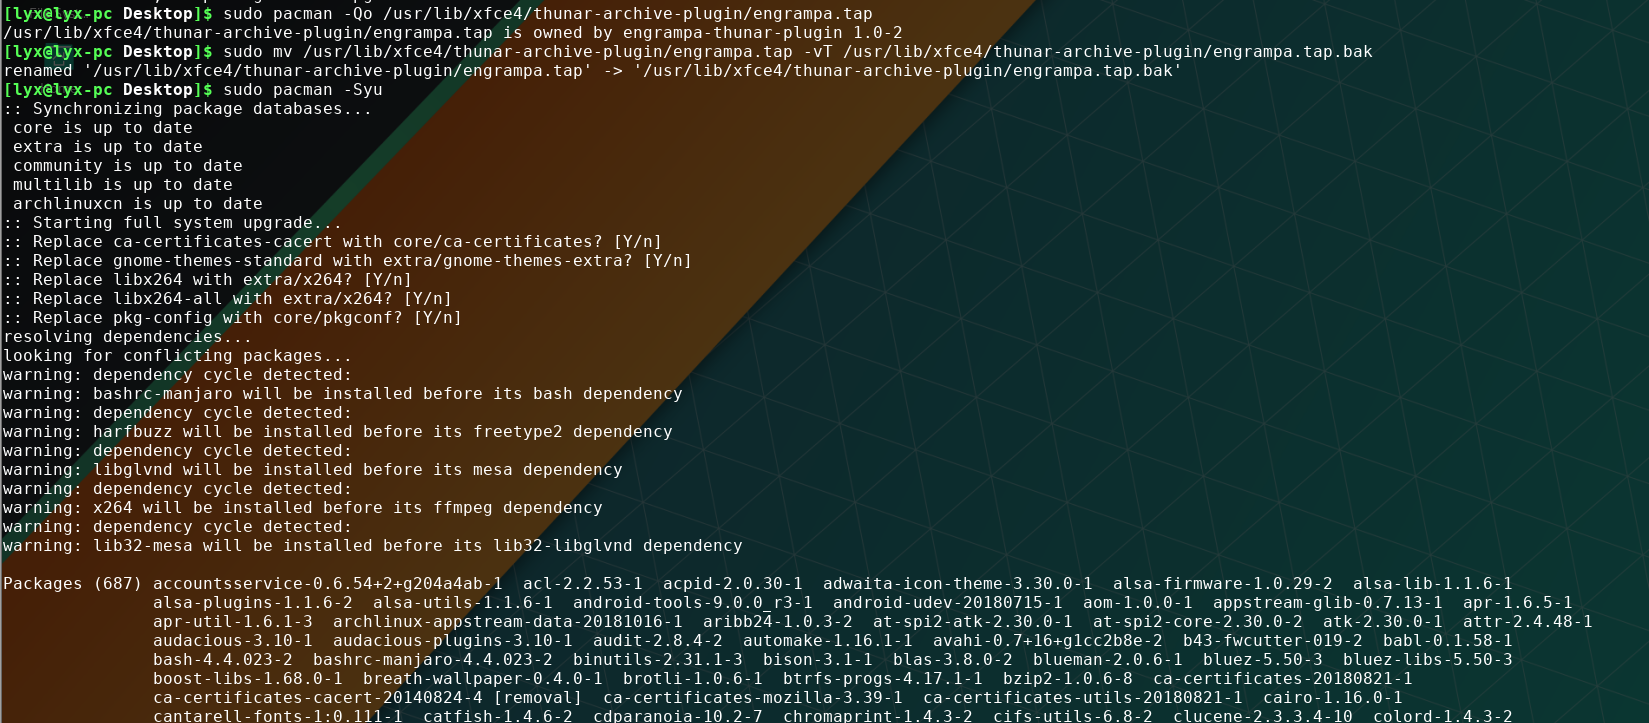 [lyx@lyx-pc Desktop]$ sudo pacman -Qo /usr/lib/xfce4/thunar-archive-plugin/engrampa.tap
/usr/lib/xfce4/thunar-archive-plugin/engrampa.tap is owned by engrampa-thunar-plugin 1.0-2
[lyx@lyx-pc Desktop]$ sudo mv /usr/lib/xfce4/thunar-archive-plugin/engrampa.tap -vT /usr/lib/xfce4/thunar-archive-plugin/engrampa.tap.bak
renamed '/usr/lib/xfce4/thunar-archive-plugin/engrampa.tap' -> '/usr/lib/xfce4/thunar-archive-plugin/engrampa.tap.bak'
[lyx@lyx-pc Desktop]$ sudo pacman -Syu
:: Synchronizing package databases...
 core is up to date
 extra is up to date
 community is up to date
 multilib is up to date
 archlinuxcn is up to date
:: Starting full system upgrade...
:: Replace ca-certificates-cacert with core/ca-certificates? [Y/n]
:: Replace gnome-themes-standard with extra/gnome-themes-extra? [Y/n]
:: Replace libx264 with extra/x264? [Y/n]
:: Replace libx264-all with extra/x264? [Y/n]
:: Replace pkg-config with core/pkgconf? [Y/n]
resolving dependencies...
looking for conflicting packages...
warning: dependency cycle detected:
warning: bashrc-manjaro will be installed before its bash dependency
warning: dependency cycle detected:
warning: harfbuzz will be installed before its freetype2 dependency
warning: dependency cycle detected:
warning: libglvnd will be installed before its mesa dependency
warning: dependency cycle detected:
warning: x264 will be installed before its ffmpeg dependency
warning: dependency cycle detected:
warning: lib32-mesa will be installed before its lib32-libglvnd dependency
Packages (687) accountsservice-0.6.54+2+g204a4ab-1  acl-2.2.53-1  acpid-2.0.30-1  adwaita-icon-theme-3.30.0-1  alsa-firmware-1.0.29-2  alsa-lib-1.1.6-1
alsa-plugins-1.1.6-2  alsa-utils-1.1.6-1  android-tools-9.0.0_r3-1  android-udev-20180715-1  aom-1.0.0-1  appstream-glib-0.7.13-1  apr-1.6.5-1
apr-util-1.6.1-3  archlinux-appstream-data-20181016-1  aribb24-1.0.3-2  at-spi2-atk-2.30.0-1  at-spi2-core-2.30.0-2  atk-2.30.0-1  attr-2.4.48-1
audacious-3.10-1  audacious-plugins-3.10-1  audit-2.8.4-2  automake-1.16.1-1  avahi-0.7+16+g1cc2b8e-2  b43-fwcutter-019-2  babl-0.1.58-1
bash-4.4.023-2  bashrc-manjaro-4.4.023-2  binutils-2.31.1-3  bison-3.1-1  blas-3.8.0-2  blueman-2.0.6-1  bluez-5.50-3  bluez-libs-5.50-3
boost-libs-1.68.0-1  breath-wallpaper-0.4.0-1  brotli-1.0.6-1  btrfs-progs-4.17.1-1  bzip2-1.0.6-8  ca-certificates-20180821-1
ca-certificates-cacert-20140824-4 [removal]  ca-certificates-mozilla-3.39-1  ca-certificates-utils-20180821-1  cairo-1.16.0-1
cantarell-fonts-1:0.111-1  catfish-1.4.6-2  cdparanoia-10.2-7  chromaprint-1.4.3-2  cifs-utils-6.8-2  clucene-2.3.3.4-10  colord-1.4.3-2